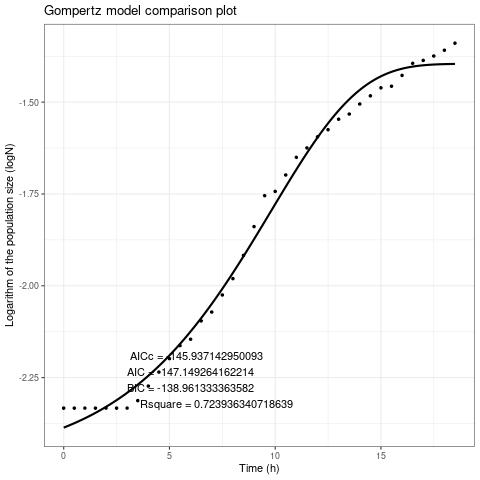 Gompertz model comparison plot
Logarithm of the population size (logN)
-1.50
-1.75
-2.00
-2.25
AICc = -145.937142950093
AIC = -147.149264162214
BIC = -138.961333363582
Rsquare = 0.723936340718639
0 5 10 15
Time (h)